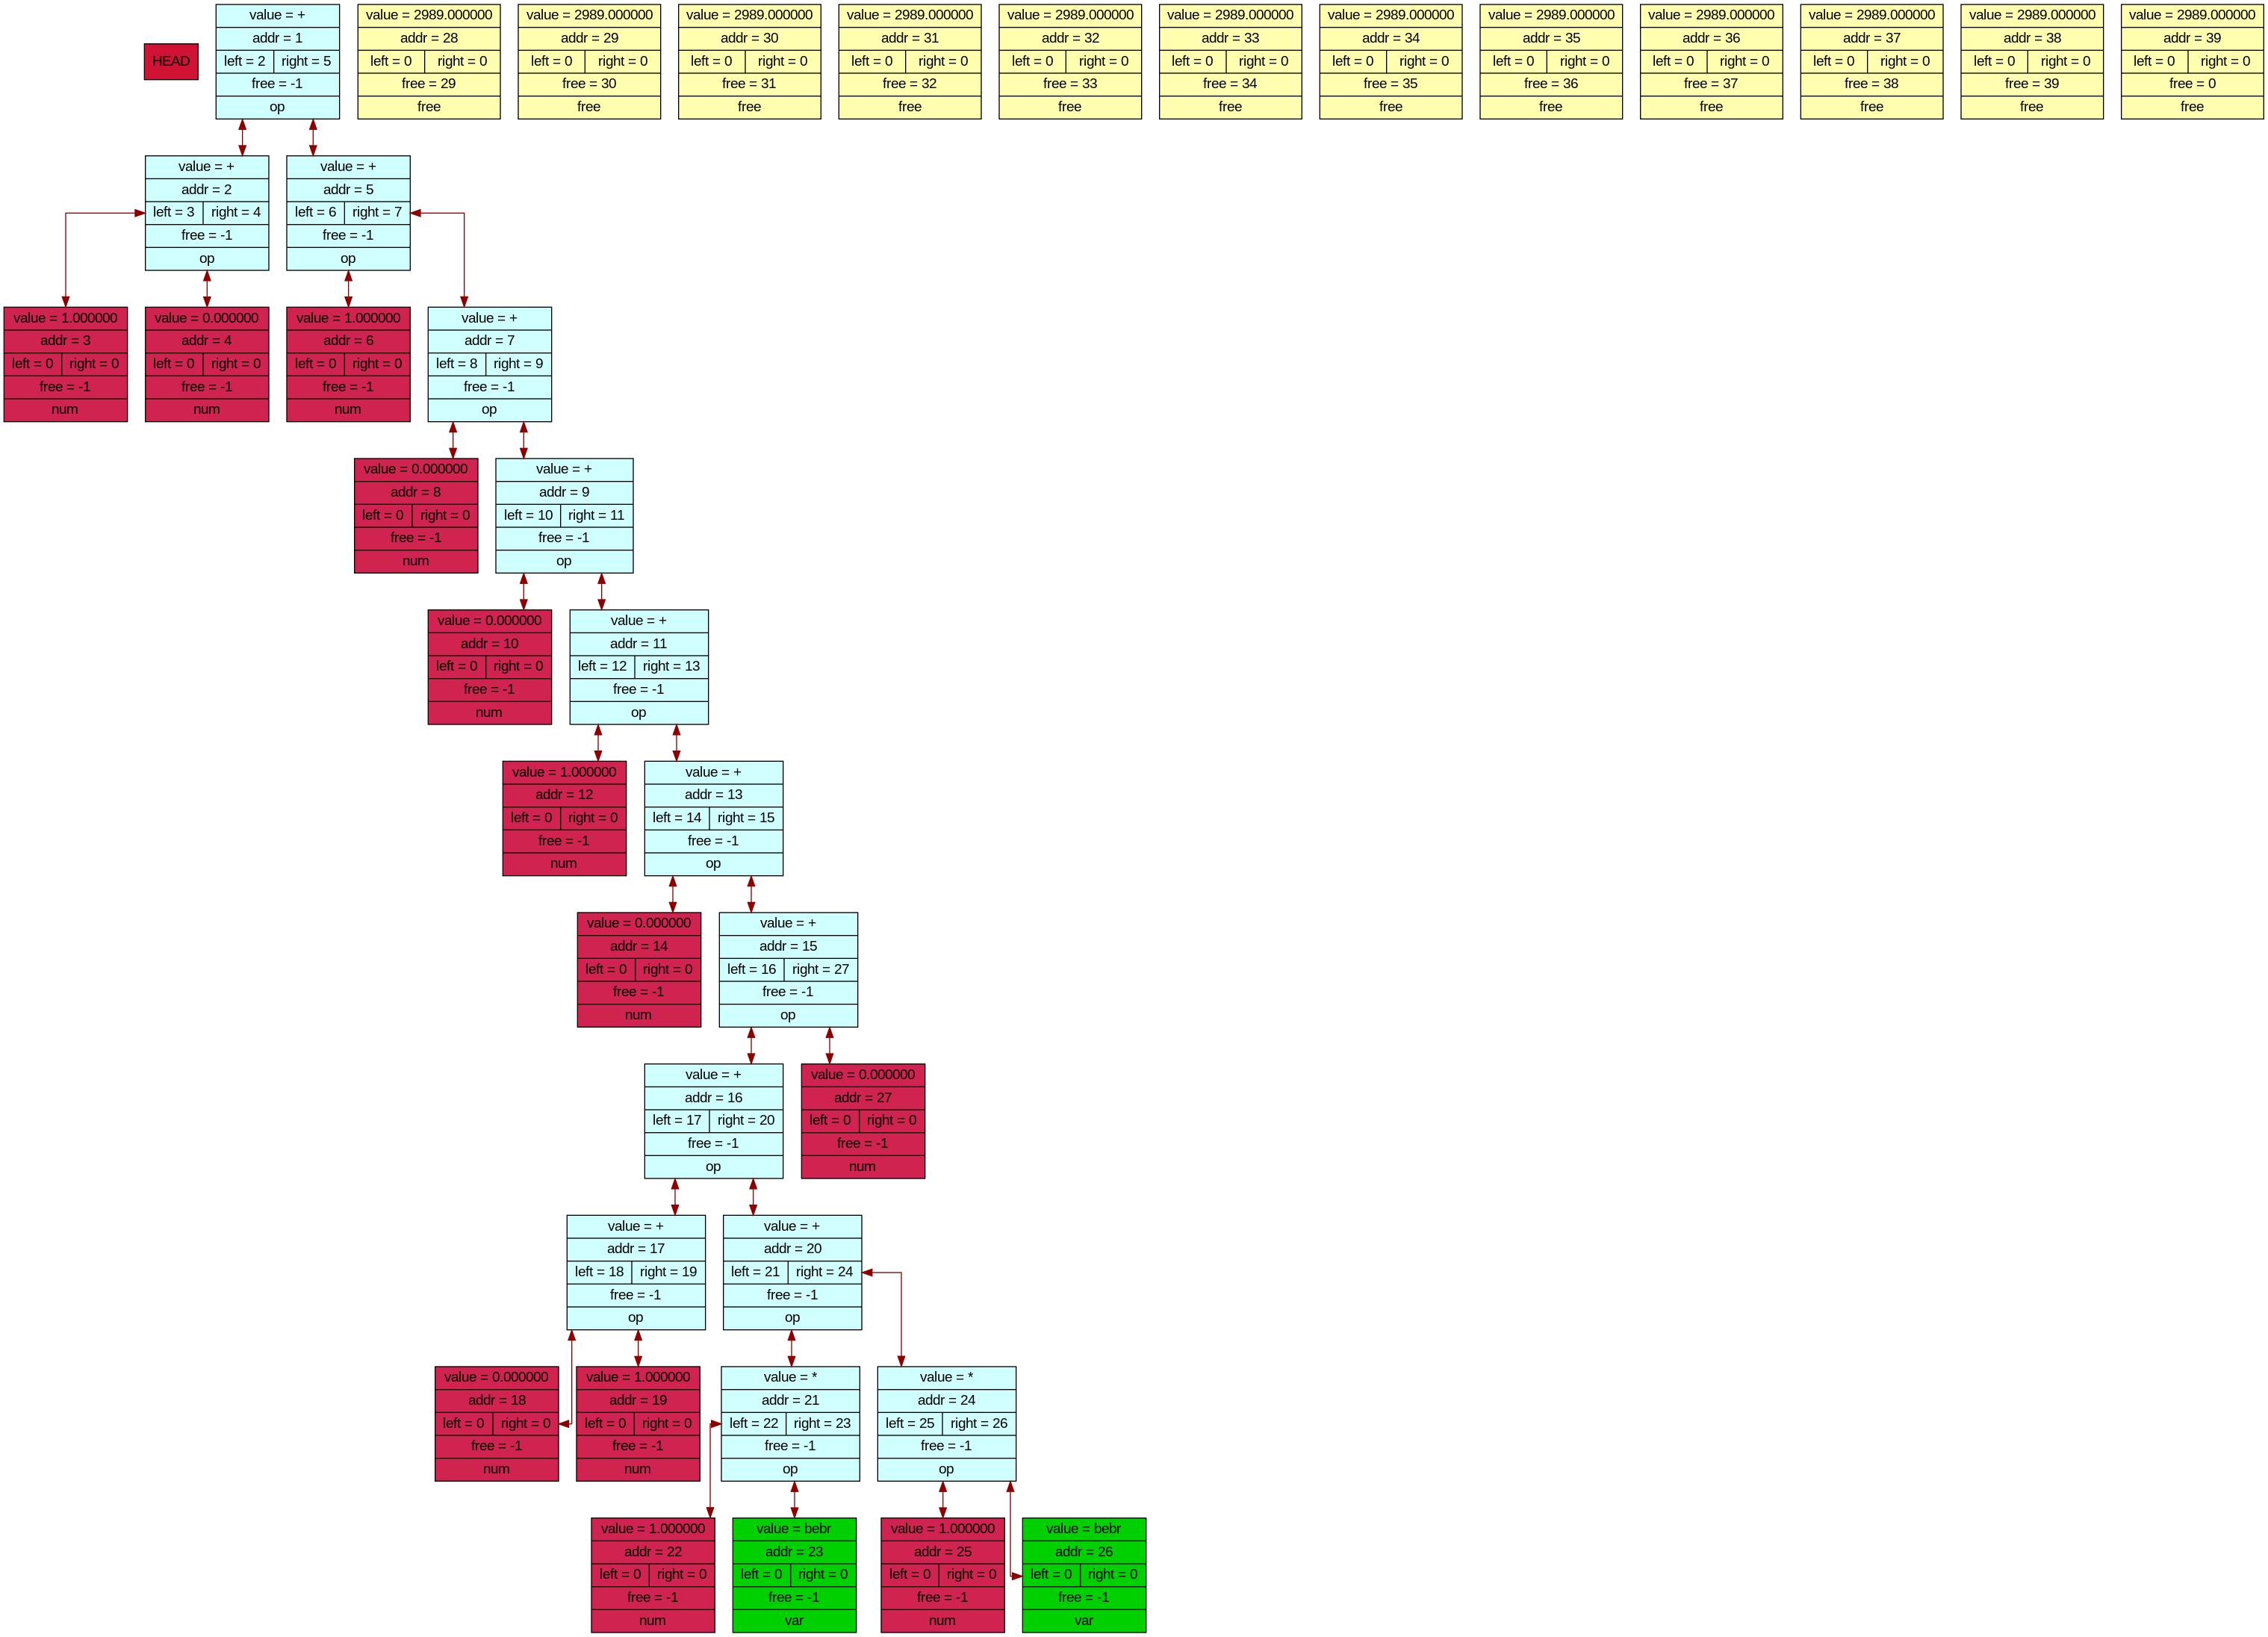 HEAD
value = +
addr = 1
left = 2 right = 5
free = -1
op
value = 2989.000000
addr = 28
left = 0 right = 0
free = 29
free
value = 2989.000000
addr = 29
left = 0 right = 0
free = 30
free
value = 2989.000000
addr = 30
left = 0 right = 0
free = 31
free
value = 2989.000000
addr = 31
left = 0 right = 0
free = 32
free
value = 2989.000000
addr = 32
left = 0 right = 0
free = 33
free
value = 2989.000000
addr = 33
left = 0 right = 0
free = 34
free
value = 2989.000000
addr = 34
left = 0 right = 0
free = 35
free
value = 2989.000000
addr = 35
left = 0 right = 0
free = 36
free
value = 2989.000000
addr = 36
left = 0 right = 0
free = 37
free
value = 2989.000000
addr = 37
left = 0 right = 0
free = 38
free
value = 2989.000000
addr = 38
left = 0 right = 0
free = 39
free
value = 2989.000000
addr = 39
left = 0 right = 0
free = 0
free
value = +
addr = 2
left = 3 right = 4
free = -1
op
value = +
addr = 5
left = 6 right = 7
free = -1
op
value = 1.000000
addr = 3
left = 0 right = 0
free = -1
num
value = 0.000000
addr = 4
left = 0 right = 0
free = -1
num
value = 1.000000
addr = 6
left = 0 right = 0
free = -1
num
value = +
addr = 7
left = 8 right = 9
free = -1
op
value = 0.000000
addr = 8
left = 0 right = 0
free = -1
num
value = +
addr = 9
left = 10 right = 11
free = -1
op
value = 0.000000
addr = 10
left = 0 right = 0
free = -1
num
value = +
addr = 11
left = 12 right = 13
free = -1
op
value = 1.000000
addr = 12
left = 0 right = 0
free = -1
num
value = +
addr = 13
left = 14 right = 15
free = -1
op
value = 0.000000
addr = 14
left = 0 right = 0
free = -1
num
value = +
addr = 15
left = 16 right = 27
free = -1
op
value = +
addr = 16
left = 17 right = 20
free = -1
op
value = 0.000000
addr = 27
left = 0 right = 0
free = -1
num
value = +
addr = 17
left = 18 right = 19
free = -1
op
value = +
addr = 20
left = 21 right = 24
free = -1
op
value = 0.000000
addr = 18
left = 0 right = 0
free = -1
num
value = 1.000000
addr = 19
left = 0 right = 0
free = -1
num
value = *
addr = 21
left = 22 right = 23
free = -1
op
value = *
addr = 24
left = 25 right = 26
free = -1
op
value = 1.000000
addr = 22
left = 0 right = 0
free = -1
num
value = bebr
addr = 23
left = 0 right = 0
free = -1
var
value = 1.000000
addr = 25
left = 0 right = 0
free = -1
num
value = bebr
addr = 26
left = 0 right = 0
free = -1
var